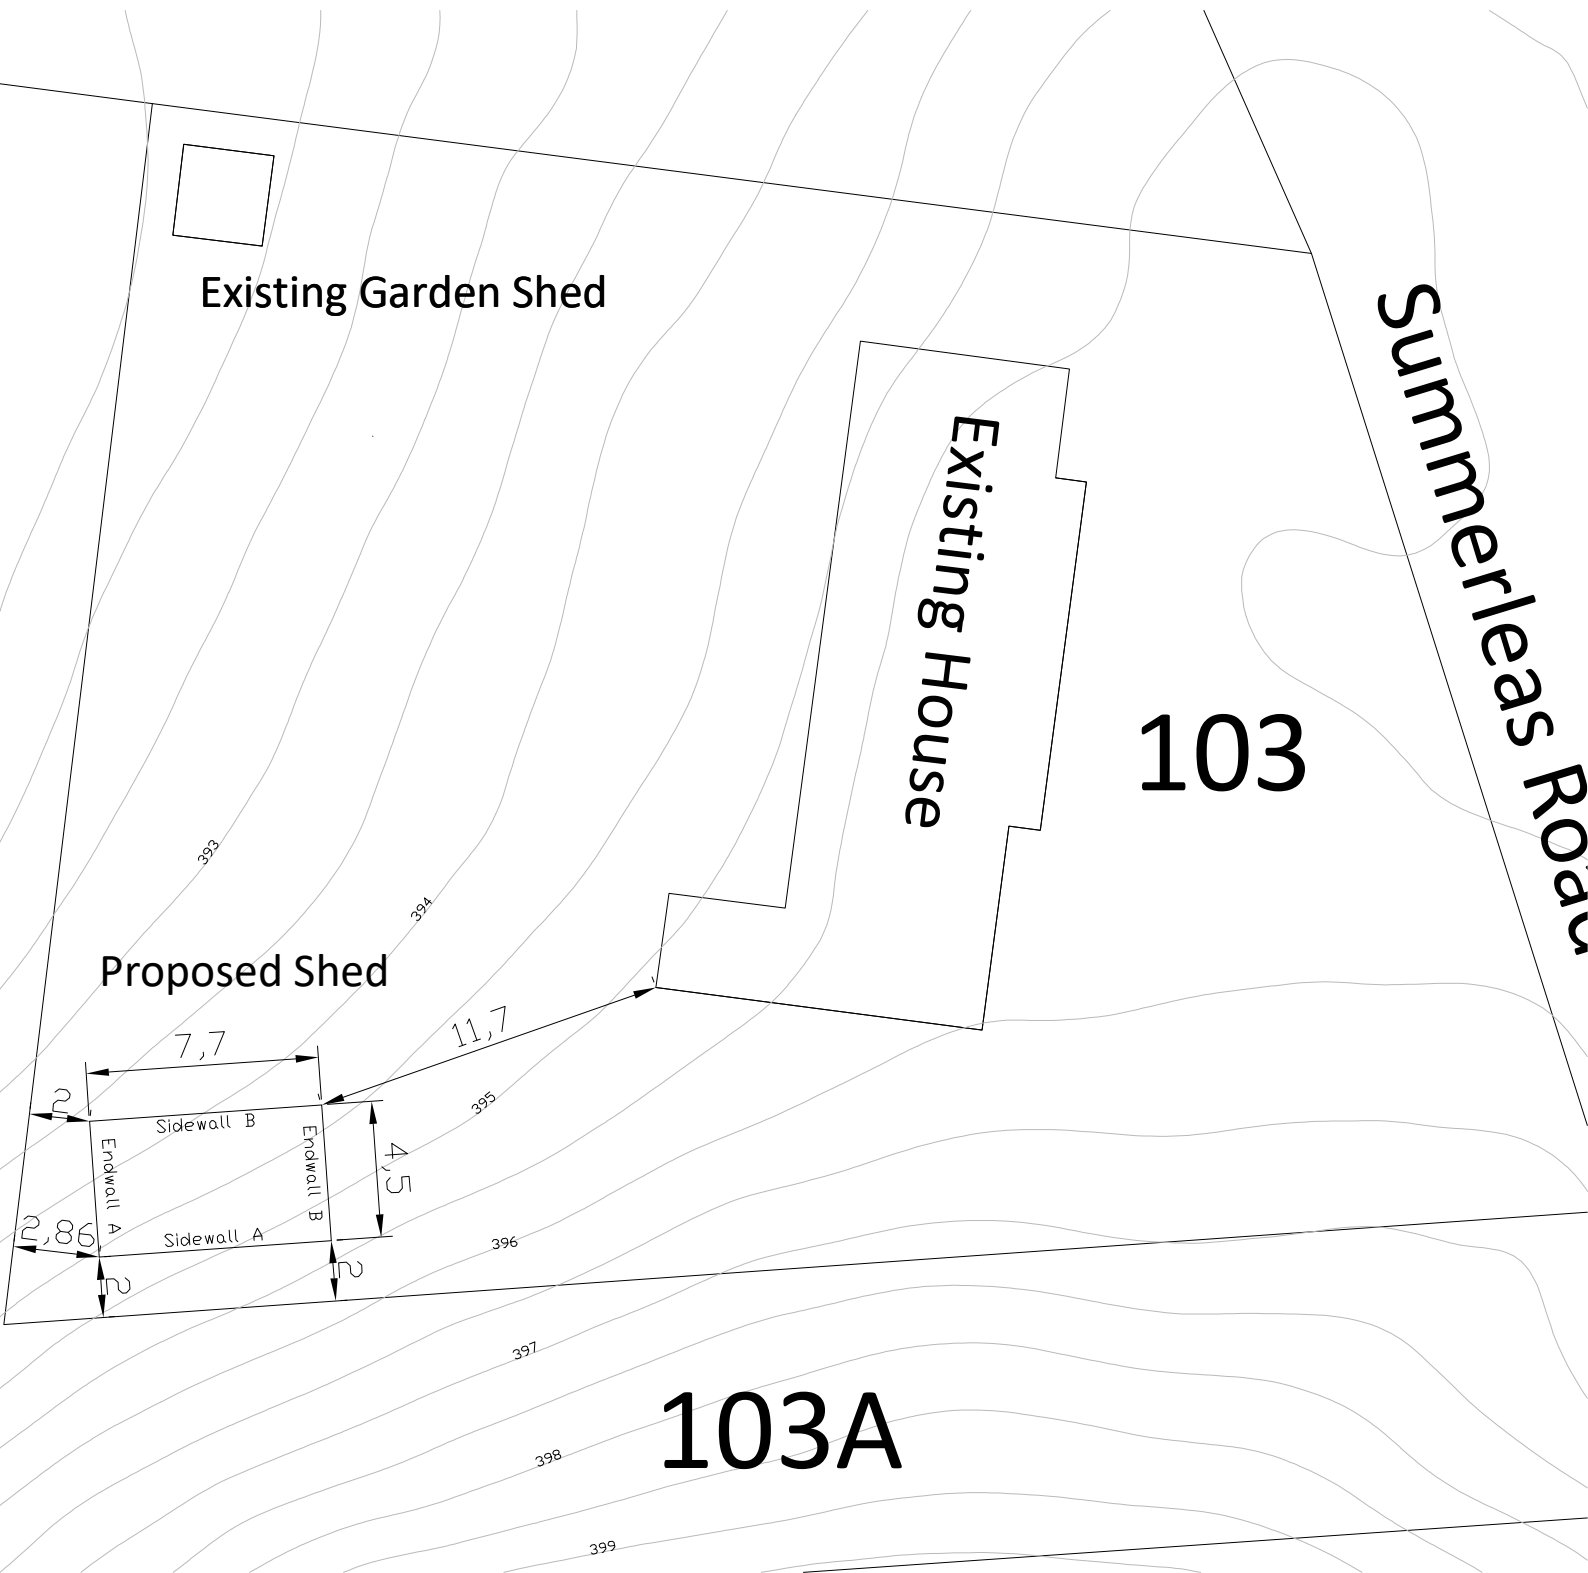 Existing Garden Shed
Summerleas Road
Existing House
103
393
394
Proposed Shed
11,7
7,7
2
395
Sidewall B
Endwall A
Endwall B
4,5
2,86
Sidewall A
396
2
2
397
103A
398
399